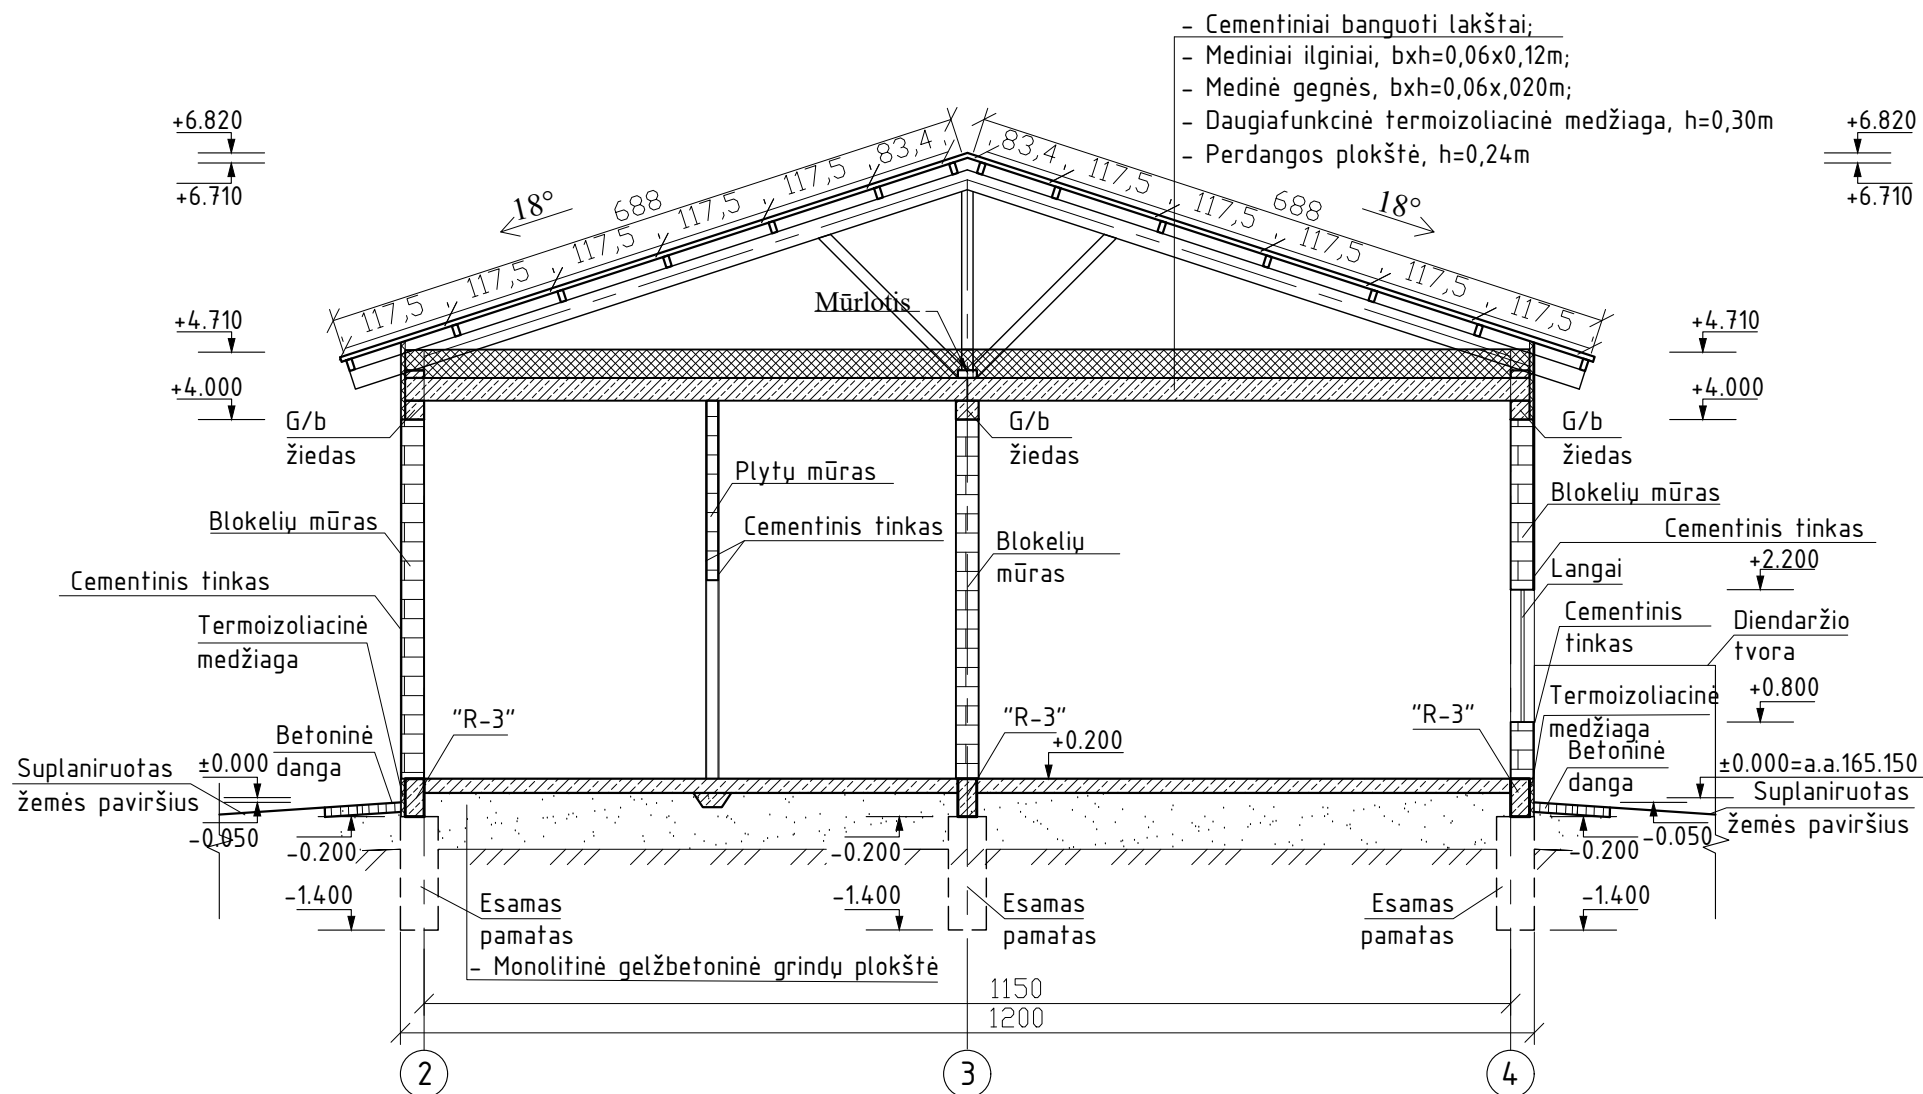 - Cementiniai banguoti lakštai;
- Mediniai ilginiai, bxh=0,06x0,12m;
- Medinė gegnės, bxh=0,06x,020m;
- Daugiafunkcinė termoizoliacinė medžiaga, h=0,30m
- Perdangos plokštė, h=0,24m
+6.820
+6.710
+6.820
+6.710
83,4
117,5
117,5
117,5
117,5
117,5
688
18°
83,4
117,5
117,5
117,5
117,5
117,5
688
18°
Mūrlotis
+4.710
+4.000
+4.710
+4.000
G/b
žiedas
G/b
žiedas
G/b
žiedas
Plytų mūras
Cementinis tinkas
Blokelių mūras
Blokelių
mūras
Blokelių mūras
Cementinis tinkas
Cementinis tinkas
+2.200
Langai
Cementinis
tinkas
Diendaržio
tvora
Termoizoliacinė
medžiaga
Termoizoliacinė
medžiaga
+0.800
"R-3"
"R-3"
"R-3"
+0.200
Betoninė
danga
Betoninė
danga
Suplaniruotas
žemės paviršius
±0.000
-0.050
±0.000=a.a.165.150
Suplaniruotas
žemės paviršius
-0.050
-0.200
-0.200
-0.200
-1.400
-1.400
-1.400
Esamas
pamatas
Esamas
pamatas
Esamas
pamatas
- Monolitinė gelžbetoninė grindų plokštė
1150
1200
2
3
4